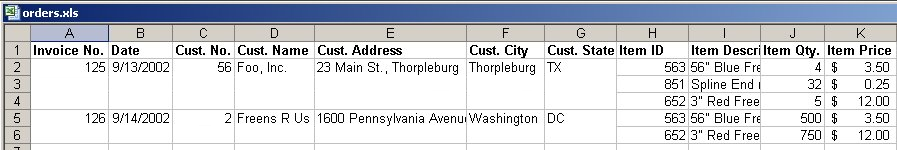 orders.xls
A B C D E F G H I J K
1 Invoice No. Date Cust. No. Cust. Name Cust. Address Cust. City Cust. State Item ID Item Descri Item Qty. Item Price
2 125 9/13/2002 56 Foo, Inc. 23 Main St., Thorpleburg Thorpleburg TX 563 56" Blue Fre 4 $ 3.50
3 851 Spline End 32 $ 0.25
4 652 3" Red Free 5 $ 12.00
5 126 9/14/2002 2 Freens R Us 1600 Pennsylvania Avenu Washington DC 563 56" Blue Fre 500 $ 3.50
6 652 3" Red Free 750 $ 12.00